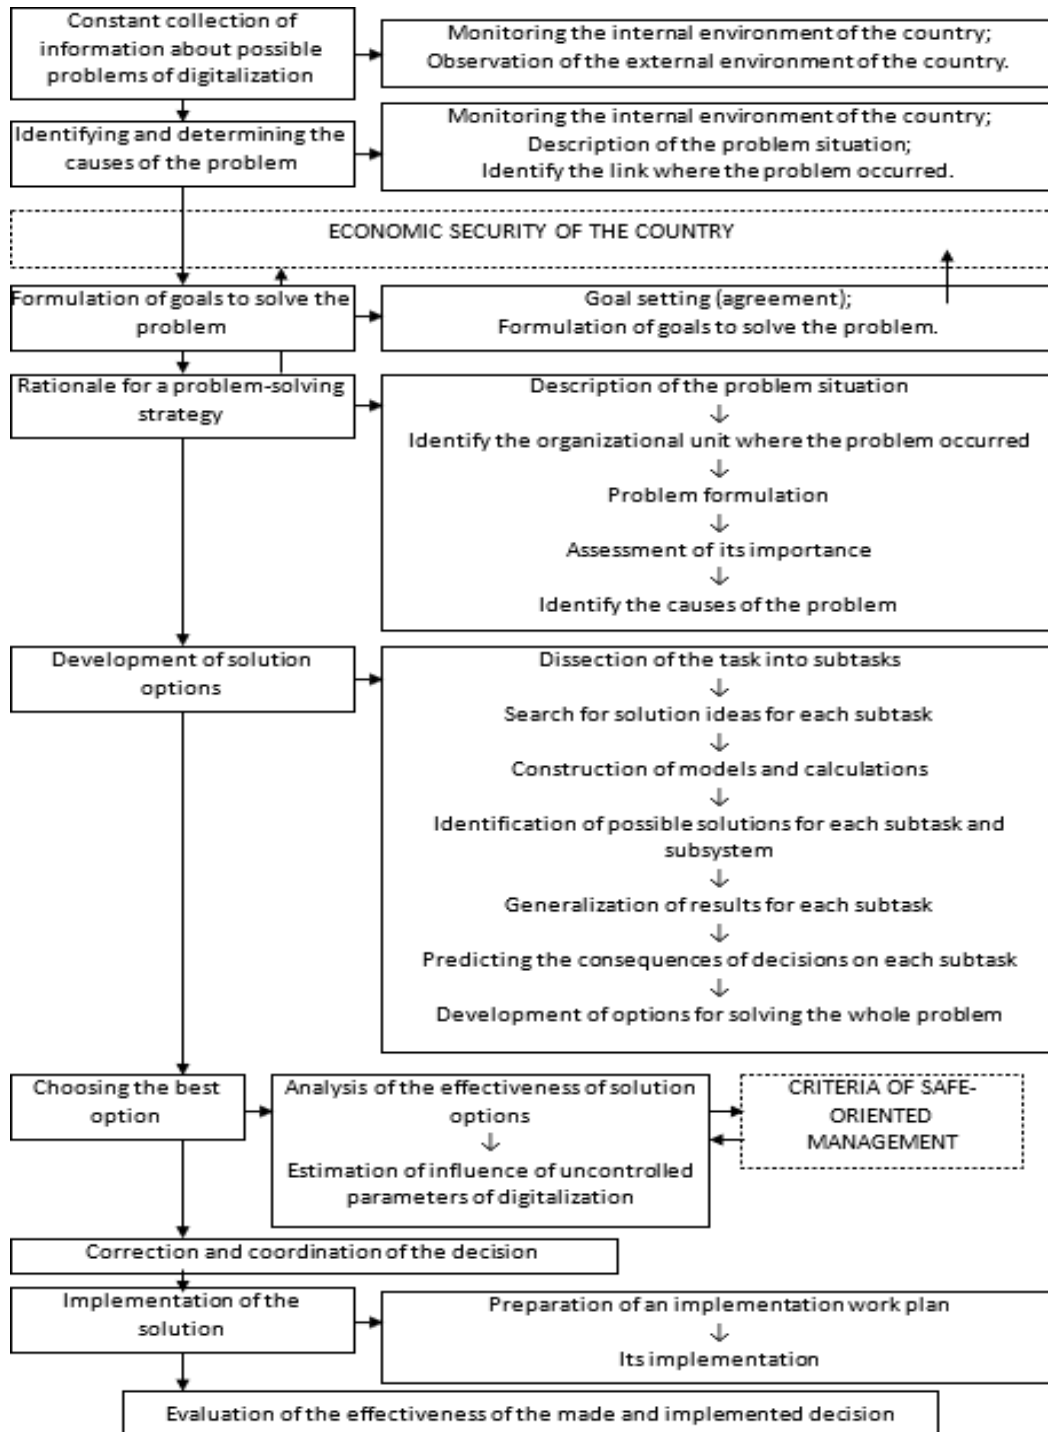 Constant collection of
information about possible
problems of digitalization
Monitoring the internal environment of the country;
Observation of the external environment of the country.
Identifying and determining the
causes of the problem
Monitoring the internal environment of the country;
Description of the problem situation;
Identify the link where the problem occurred.
ECONOMIC SECURITY OF THE COUNTRY
Formulation of goals to solve the
problem
Goal setting (agreement);
Formulation of goals to solve the problem.
Rationale for a problem-solving
strategy
Description of the problem situation
↓
Identify the organizational unit where the problem occurred
↓
Problem formulation
↓
Assessment of its importance
↓
Identify the causes of the problem
Development of solution
options
Dissection of the task into subtasks
↓
Search for solution ideas for each subtask
↓
Construction of models and calculations
↓
Identification of possible solutions for each subtask and
subsystem
↓
Generalization of results for each subtask
↓
Predicting the consequences of decisions on each subtask
↓
Development of options for solving the whole problem
Choosing the best
option
Analysis of the effectiveness of solution
options
↓
Estimation of influence of uncontrolled
parameters of digitalization
CRITERIA OF SAFE-
ORIENTED
MANAGEMENT
Correction and coordination of the decision
Implementation of the
solution
Preparation of an implementation work plan
↓
Its implementation
Evaluation of the effectiveness of the made and implemented decision